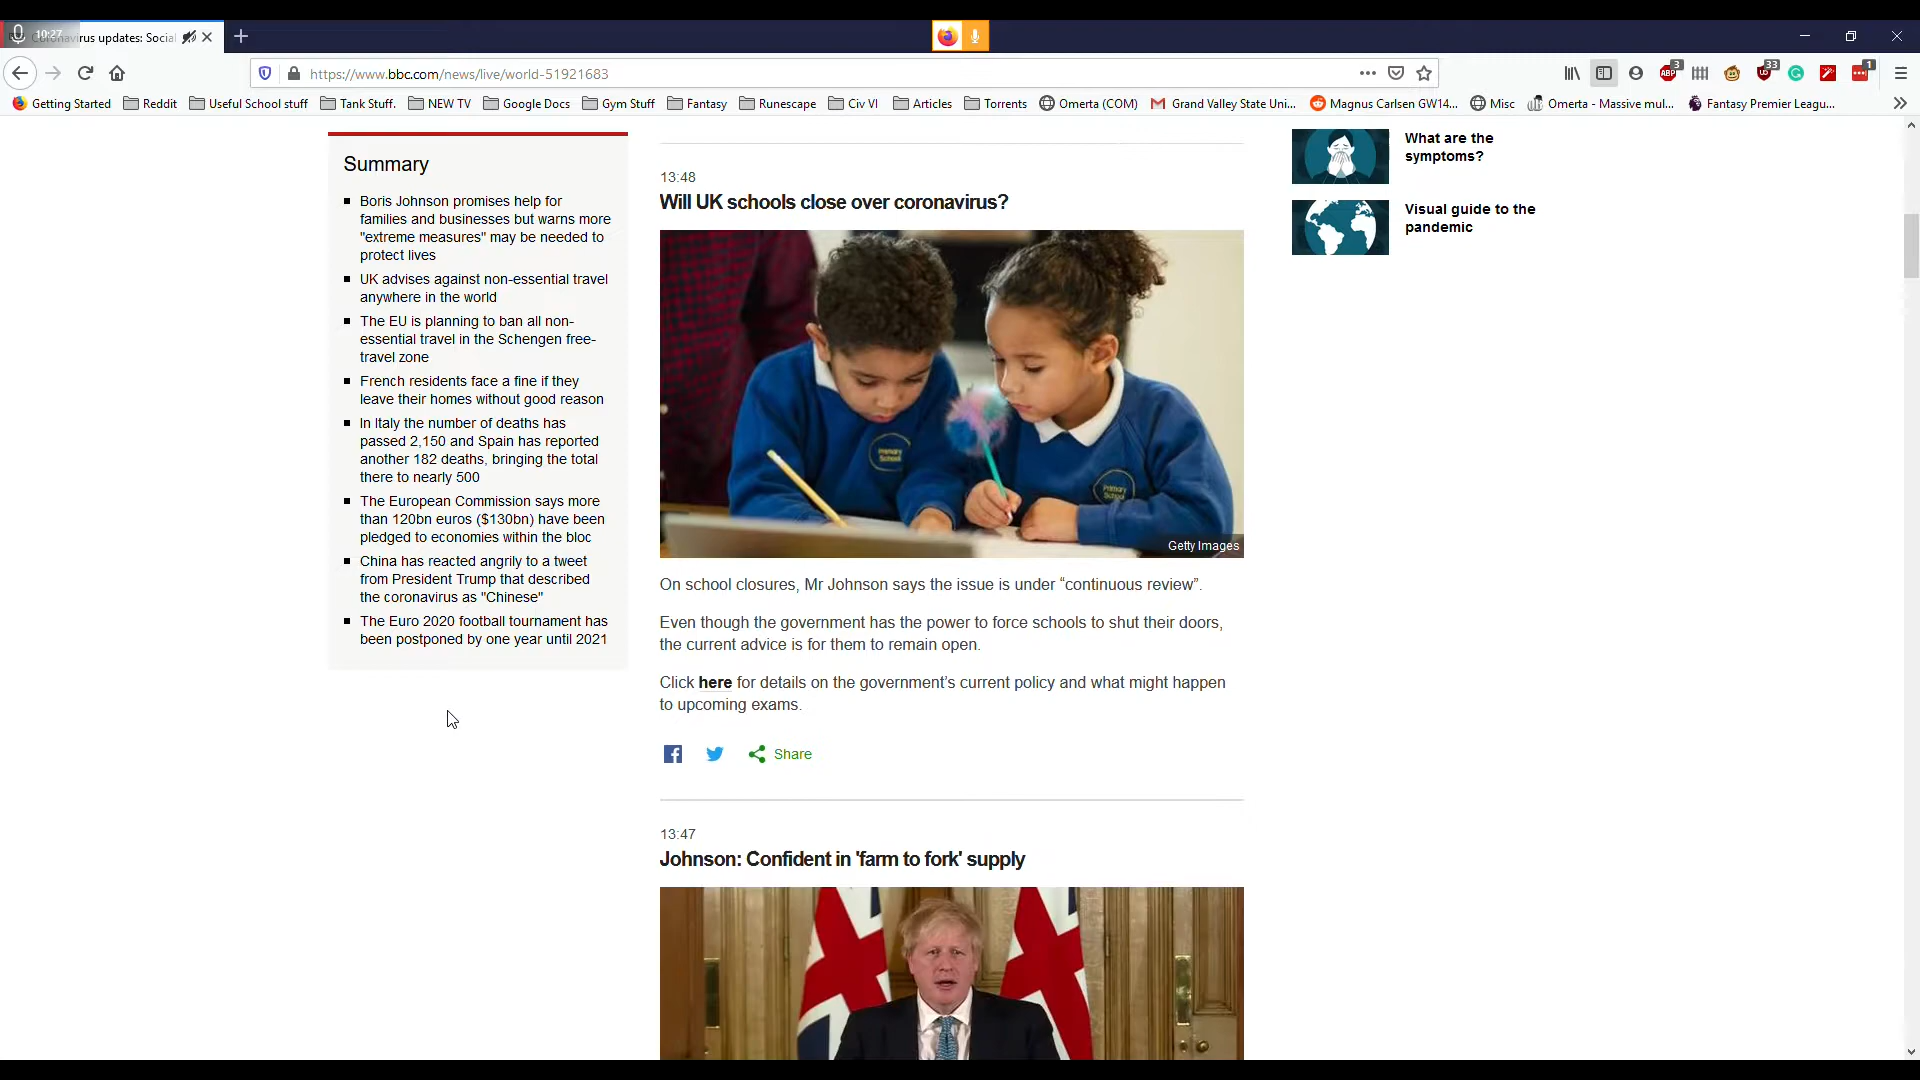 10:27
rus updates: Social
https://www.bbc.com/news/live/world-51921683
3
33
1
Getting Started
Reddit
Useful School stuff
Tank Stuff.
NEW TV
Google Docs
Gym Stuff
Fantasy
Runescape
Civ VI
Articles
Torrents
Omerta (COM)
Grand Valley State Uni...
Magnus Carlsen GW14...
Misc
Omerta - Massive mul...
Fantasy Premier Leagu...
Summary
Boris Johnson promises help for
families and businesses but warns more
"extreme measures" may be needed to
protect lives
UK advises against non-essential travel
anywhere in the world
The EU is planning to ban all non-
essential travel in the Schengen free-
travel zone
French residents face a fine if they
leave their homes without good reason
In Italy the number of deaths has
passed 2,150 and Spain has reported
another 182 deaths, bringing the total
there to nearly 500
The European Commission says more
than 120bn euros ($130bn) have been
pledged to economies within the bloc
China has reacted angrily to a tweet
from President Trump that described
the coronavirus as "Chinese"
The Euro 2020 football tournament has
been postponed by one year until 2021
13:48
Will UK schools close over coronavirus?
Primary
School
Primary
School
Getty Images
On school closures, Mr Johnson says the issue is under “continuous review”.
Even though the government has the power to force schools to shut their doors,
the current advice is for them to remain open.
Click here for details on the government’s current policy and what might happen
to upcoming exams.
Share
13:47
Johnson: Confident in 'farm to fork' supply
What are the
symptoms?
Visual guide to the
pandemic